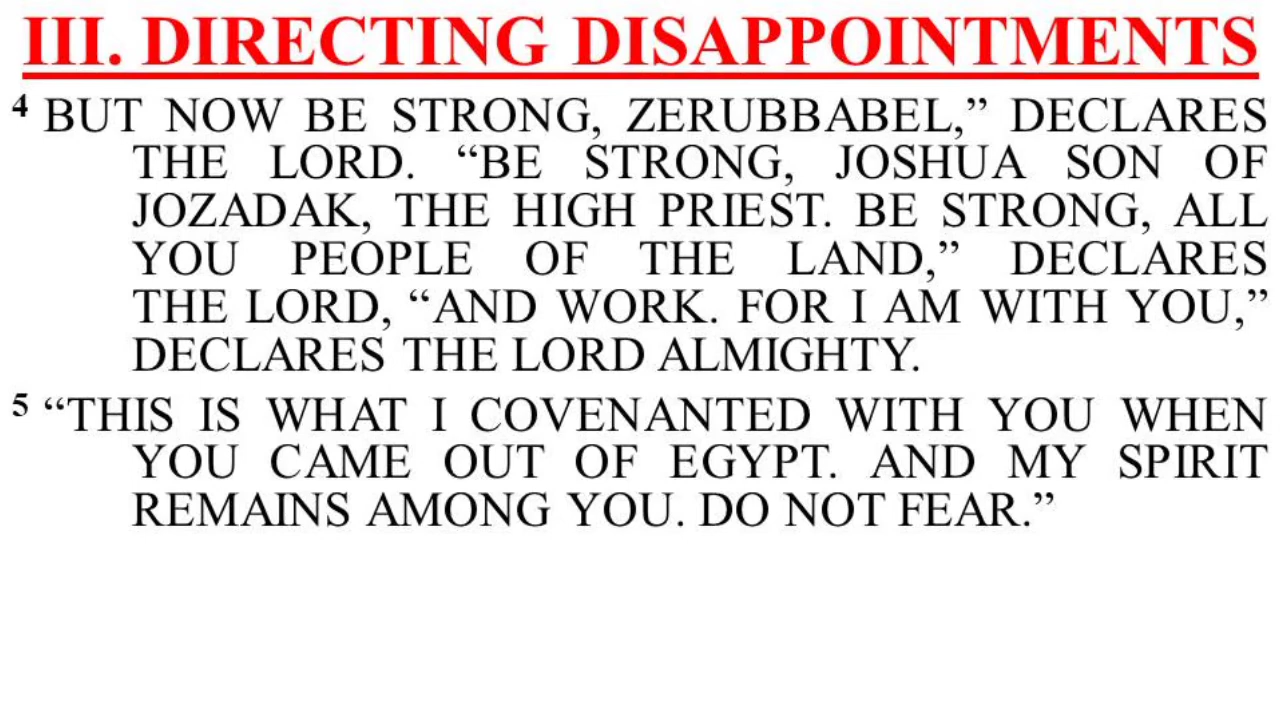 III. DIRECTING DISAPPOINTMENTS
4 BUT NOW BE STRONG, ZERUBBABEL,” DECLARES
THE LORD. “BE STRONG, JOSHUA SON OF
JOZADAK, THE HIGH PRIEST. BE STRONG, ALL
YOU PEOPLE OF THE LAND,” DECLARES
THE LORD, “AND WORK. FOR I AM WITH YOU,”
DECLARES THE LORD ALMIGHTY.
5 “THIS IS WHAT I COVENANTED WITH YOU WHEN
YOU CAME OUT OF EGYPT. AND MY SPIRIT
REMAINS AMONG YOU. DO NOT FEAR.”